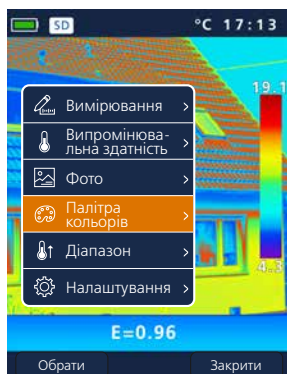 SD °C 17:13
19.1
Вимірювання
Випромінюва-
льна здатність
Фото
Палітра
кольорів
Діапазон
Налаштування
4.3
E=0.96
Обрати Закрити